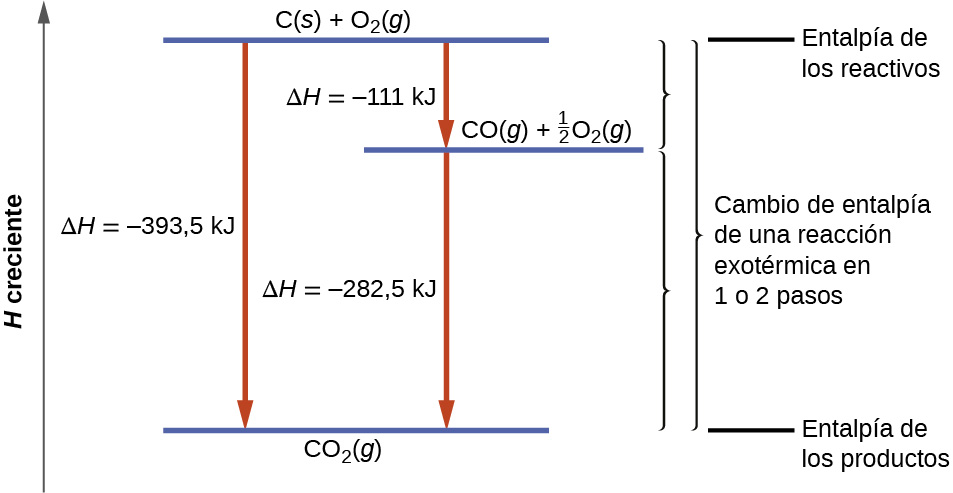 C(s) + O₂(g)
Entalpía de
los reactivos
ΔH = –111 kJ
CO(g) + ½O₂(g)
H creciente
ΔH = –393,5 kJ
ΔH = –282,5 kJ
Cambio de entalpía
de una reacción
exotérmica en
1 o 2 pasos
CO₂(g)
Entalpía de
los productos